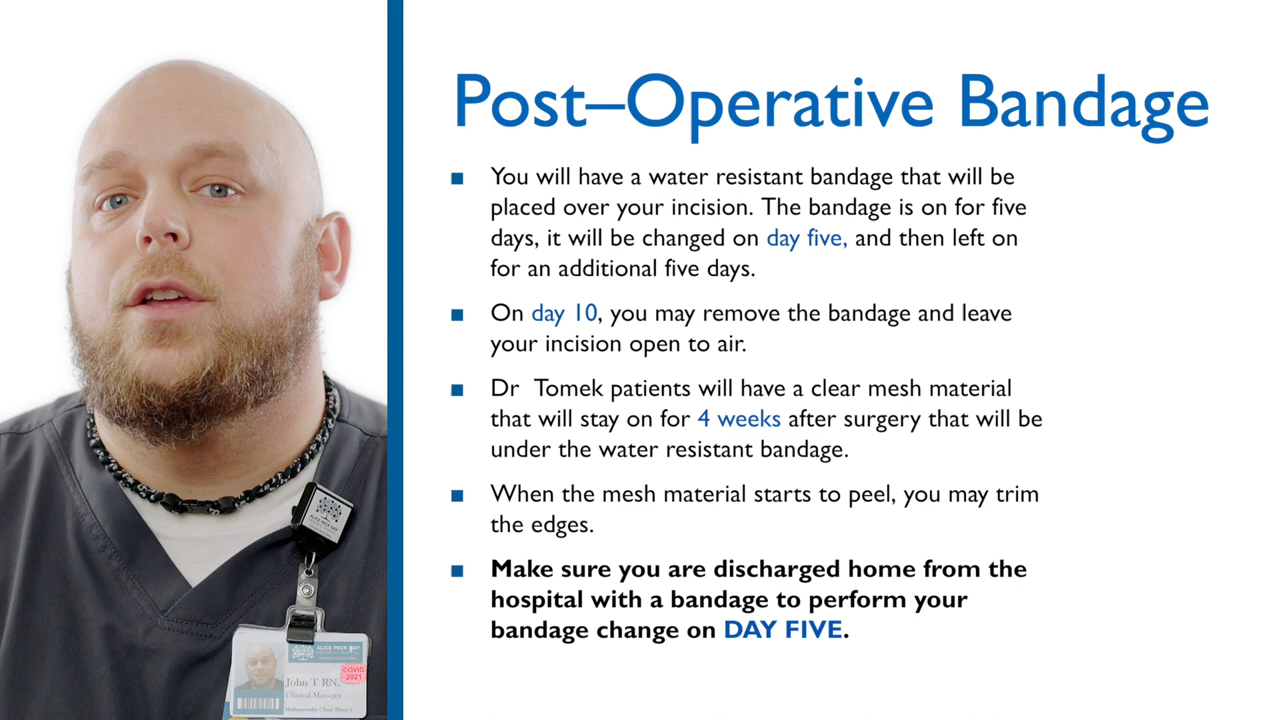 Post–Operative Bandage
You will have a water resistant bandage that will be
placed over your incision. The bandage is on for five
days, it will be changed on day five, and then left on
for an additional five days.
On day 10, you may remove the bandage and leave
your incision open to air.
Dr Tomek patients will have a clear mesh material
that will stay on for 4 weeks after surgery that will be
under the water resistant bandage.
When the mesh material starts to peel, you may trim
the edges.
Make sure you are discharged home from the
hospital with a bandage to perform your
bandage change on DAY FIVE.
ALICE PECK DAY
ALICE PECK DAY
COVID
2021
John T RN.
Clinical Manager